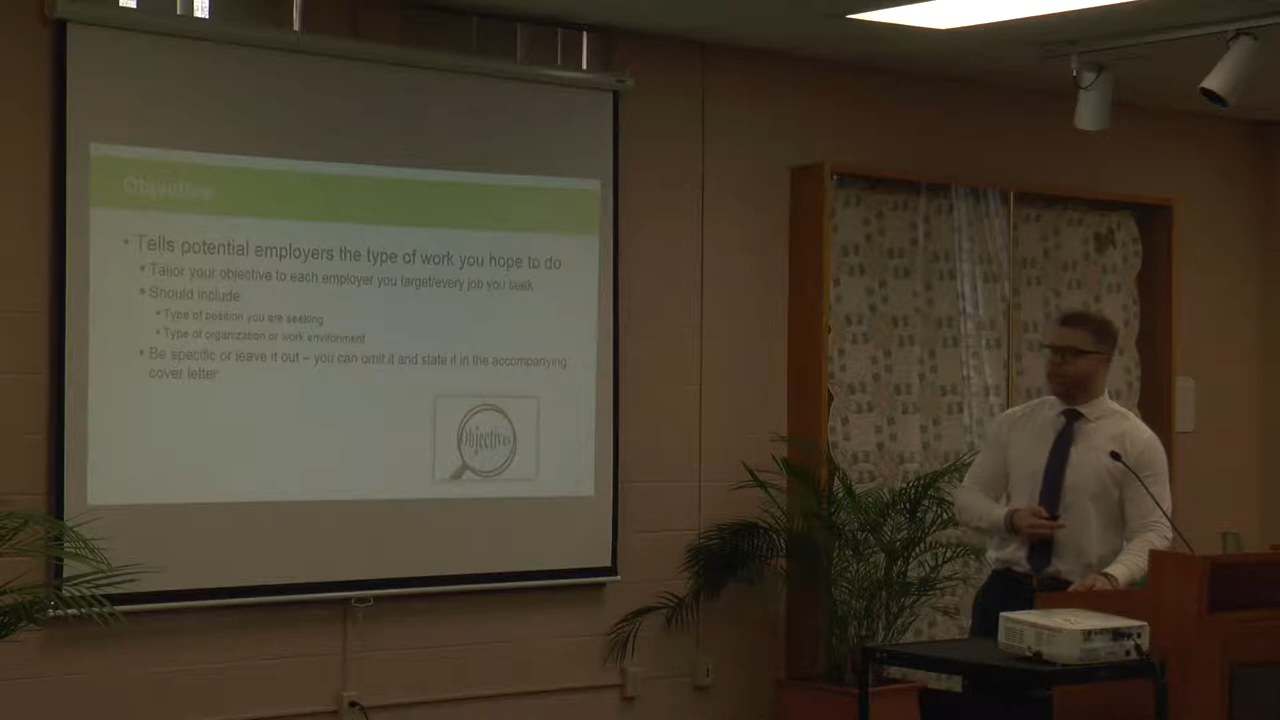 Objective
• Tells potential employers the type of work you hope to do
• Tailor your objective to each employer you target/every job you seek
• Should include
• Type of position you are seeking
• Type of organization or work environment
• Be specific or leave it out – you can omit it and state it in the accompanying
cover letter
Objectives